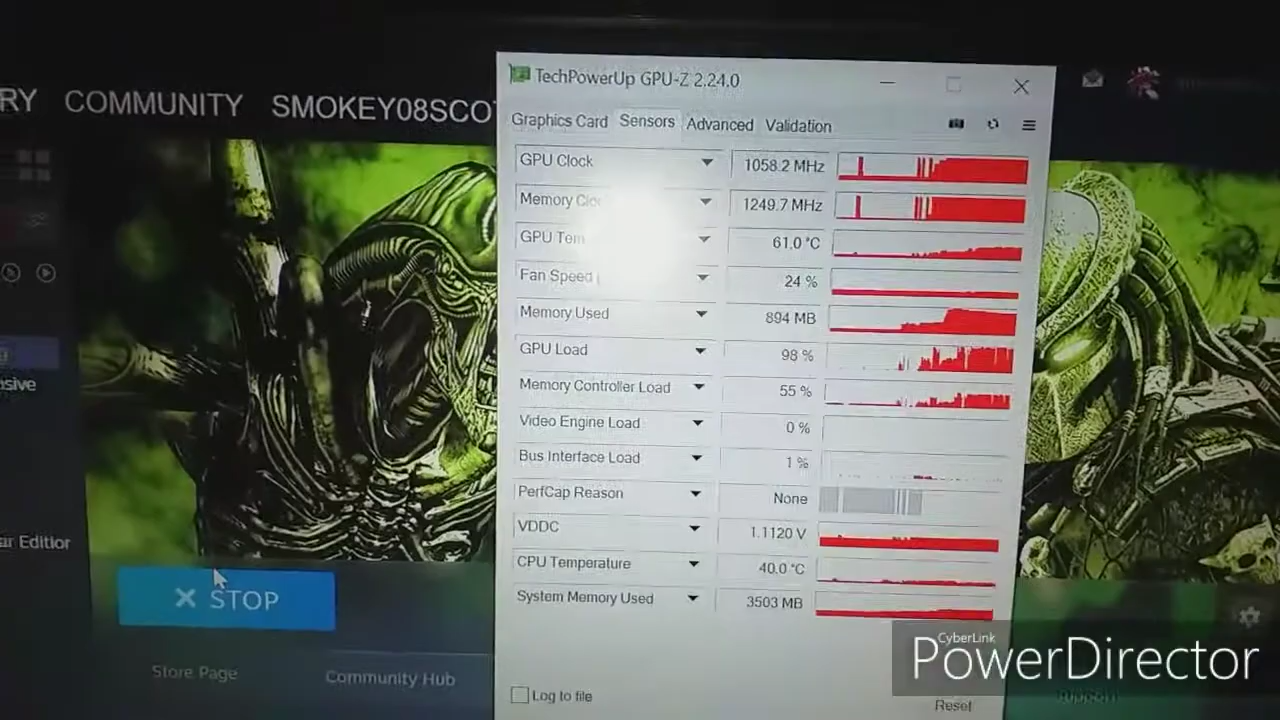 RY COMMUNITY SMOKEY08SCO
TechPowerUp GPU-Z 2.24.0
Graphics Card Sensors Advanced Validation
GPU Clock 1058.2 MHz
Memory Clo 1249.7 MHz
GPU Tem 61.0 °C
Fan Speed 24 %
Memory Used 894 MB
GPU Load 98 %
Memory Controller Load 55 %
Video Engine Load 0 %
Bus Interface Load 1 %
PerfCap Reason None
VDDC 1.1120 V
CPU Temperature 40.0 °C
System Memory Used 3503 MB
Log to file
Reset
nsive
ar Edition
STOP
Store Page Community Hub Support
CyberLink
PowerDirector